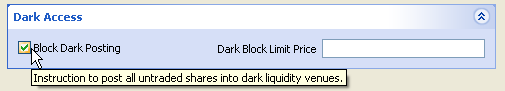 Dark Access
Block Dark Posting
Dark Block Limit Price
Instruction to post all untraded shares into dark liquidity venues.